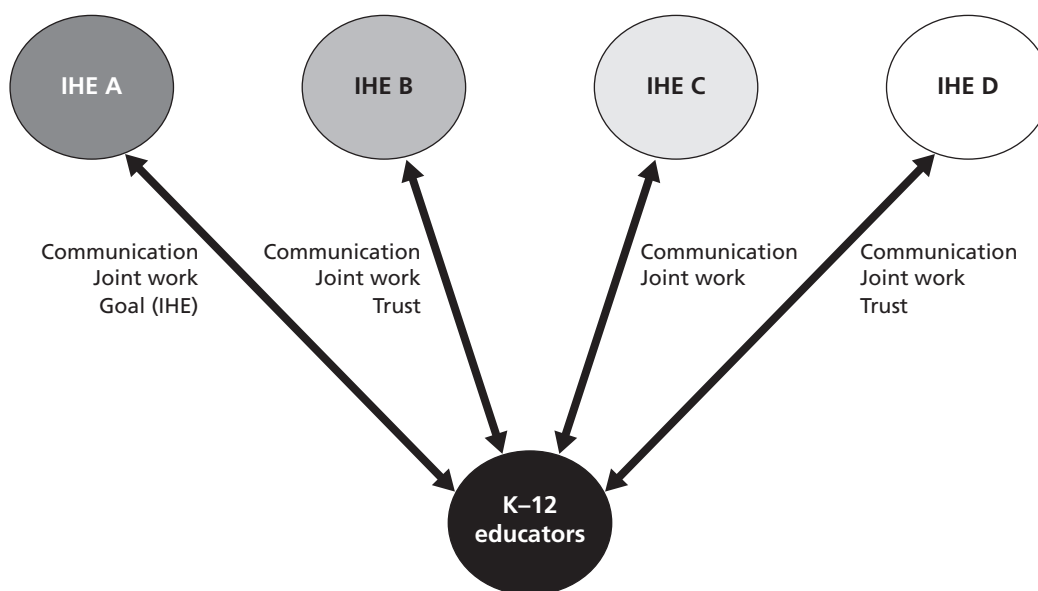 IHE A
IHE B
IHE C
IHE D
Communication
Joint work
Goal (IHE)
Communication
Joint work
Trust
Communication
Joint work
Communication
Joint work
Trust
K–12
educators